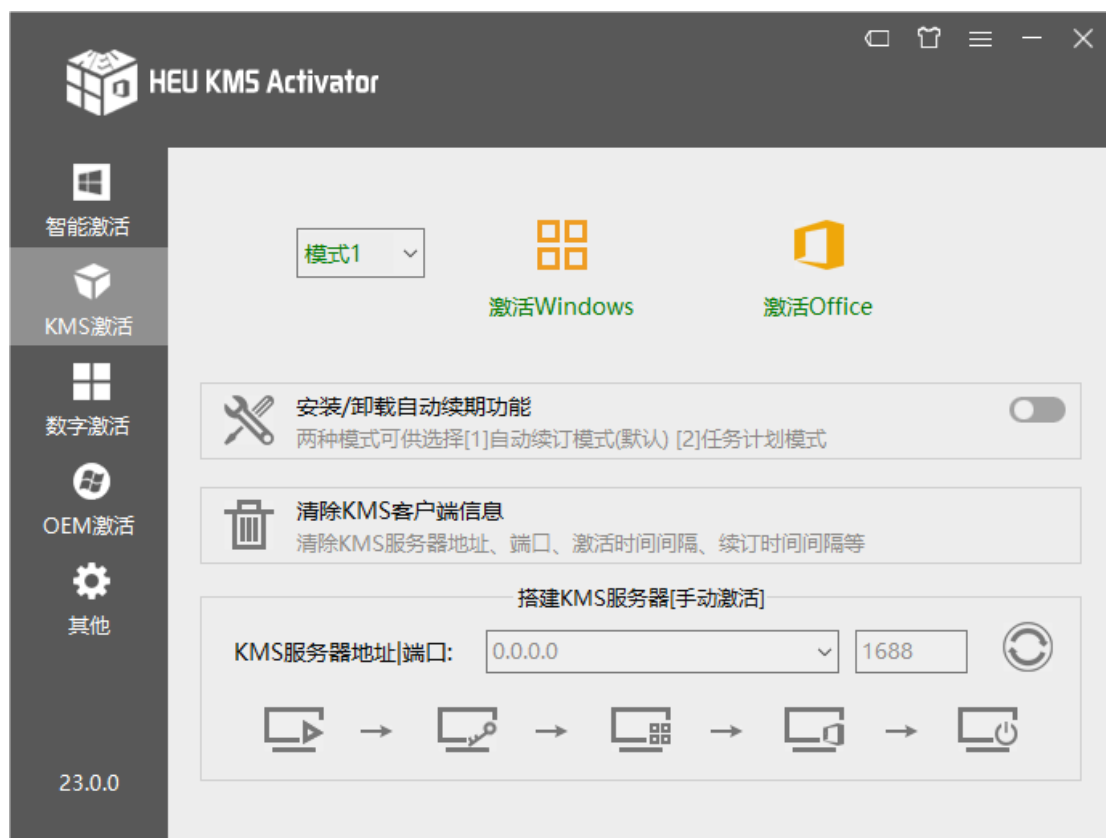 HEU KMS Activator
智能激活
KMS激活
数字激活
OEM激活
其他
23.0.0
模式1
激活Windows
激活Office
安装/卸载自动续期功能
两种模式可供选择[1]自动续订模式(默认) [2]任务计划模式
清除KMS客户端信息
清除KMS服务器地址、端口、激活时间间隔、续订时间间隔等
搭建KMS服务器[手动激活]
KMS服务器地址|端口: 0.0.0.0 1688